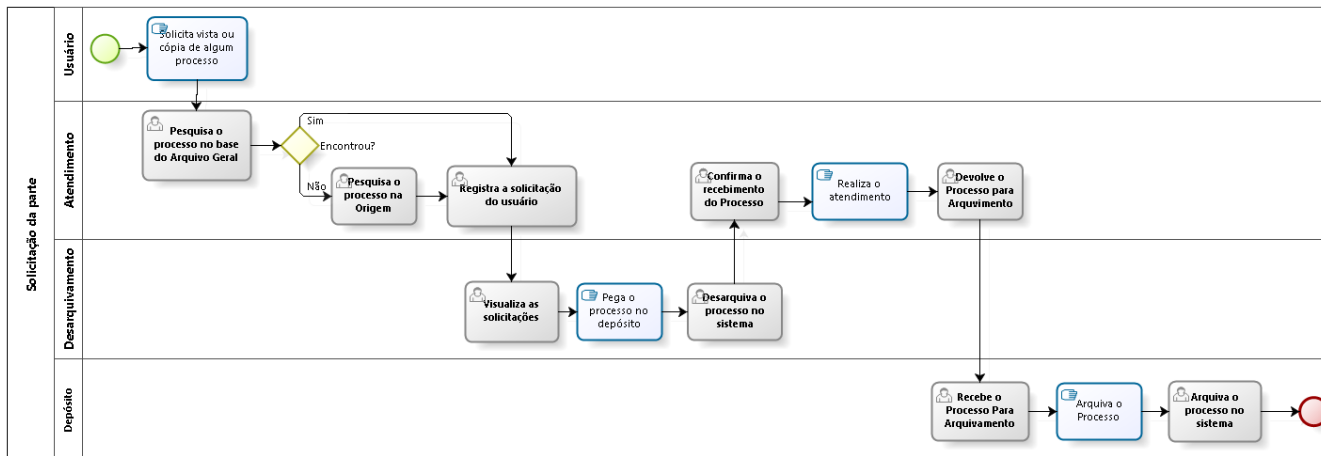 Solicitação da parte
Usuário
Solicita vista ou
cópia de algum
processo
Atendimento
Pesquisa o
processo no base
do Arquivo Geral
Sim
Encontrou?
Não
Pesquisa o
processo na
Origem
Registra a solicitação
do usuário
Confirma o
recebimento
do Processo
Realiza o
atendimento
Devolve o
Processo para
Arquvimento
Desarquivamento
Visualiza as
solicitações
Pega o
processo no
depósito
Desarquiva o
processo no
sistema
Depósito
Recebe o
Processo Para
Arquivamento
Arquiva o
Processo
Arquiva o
processo no
sistema